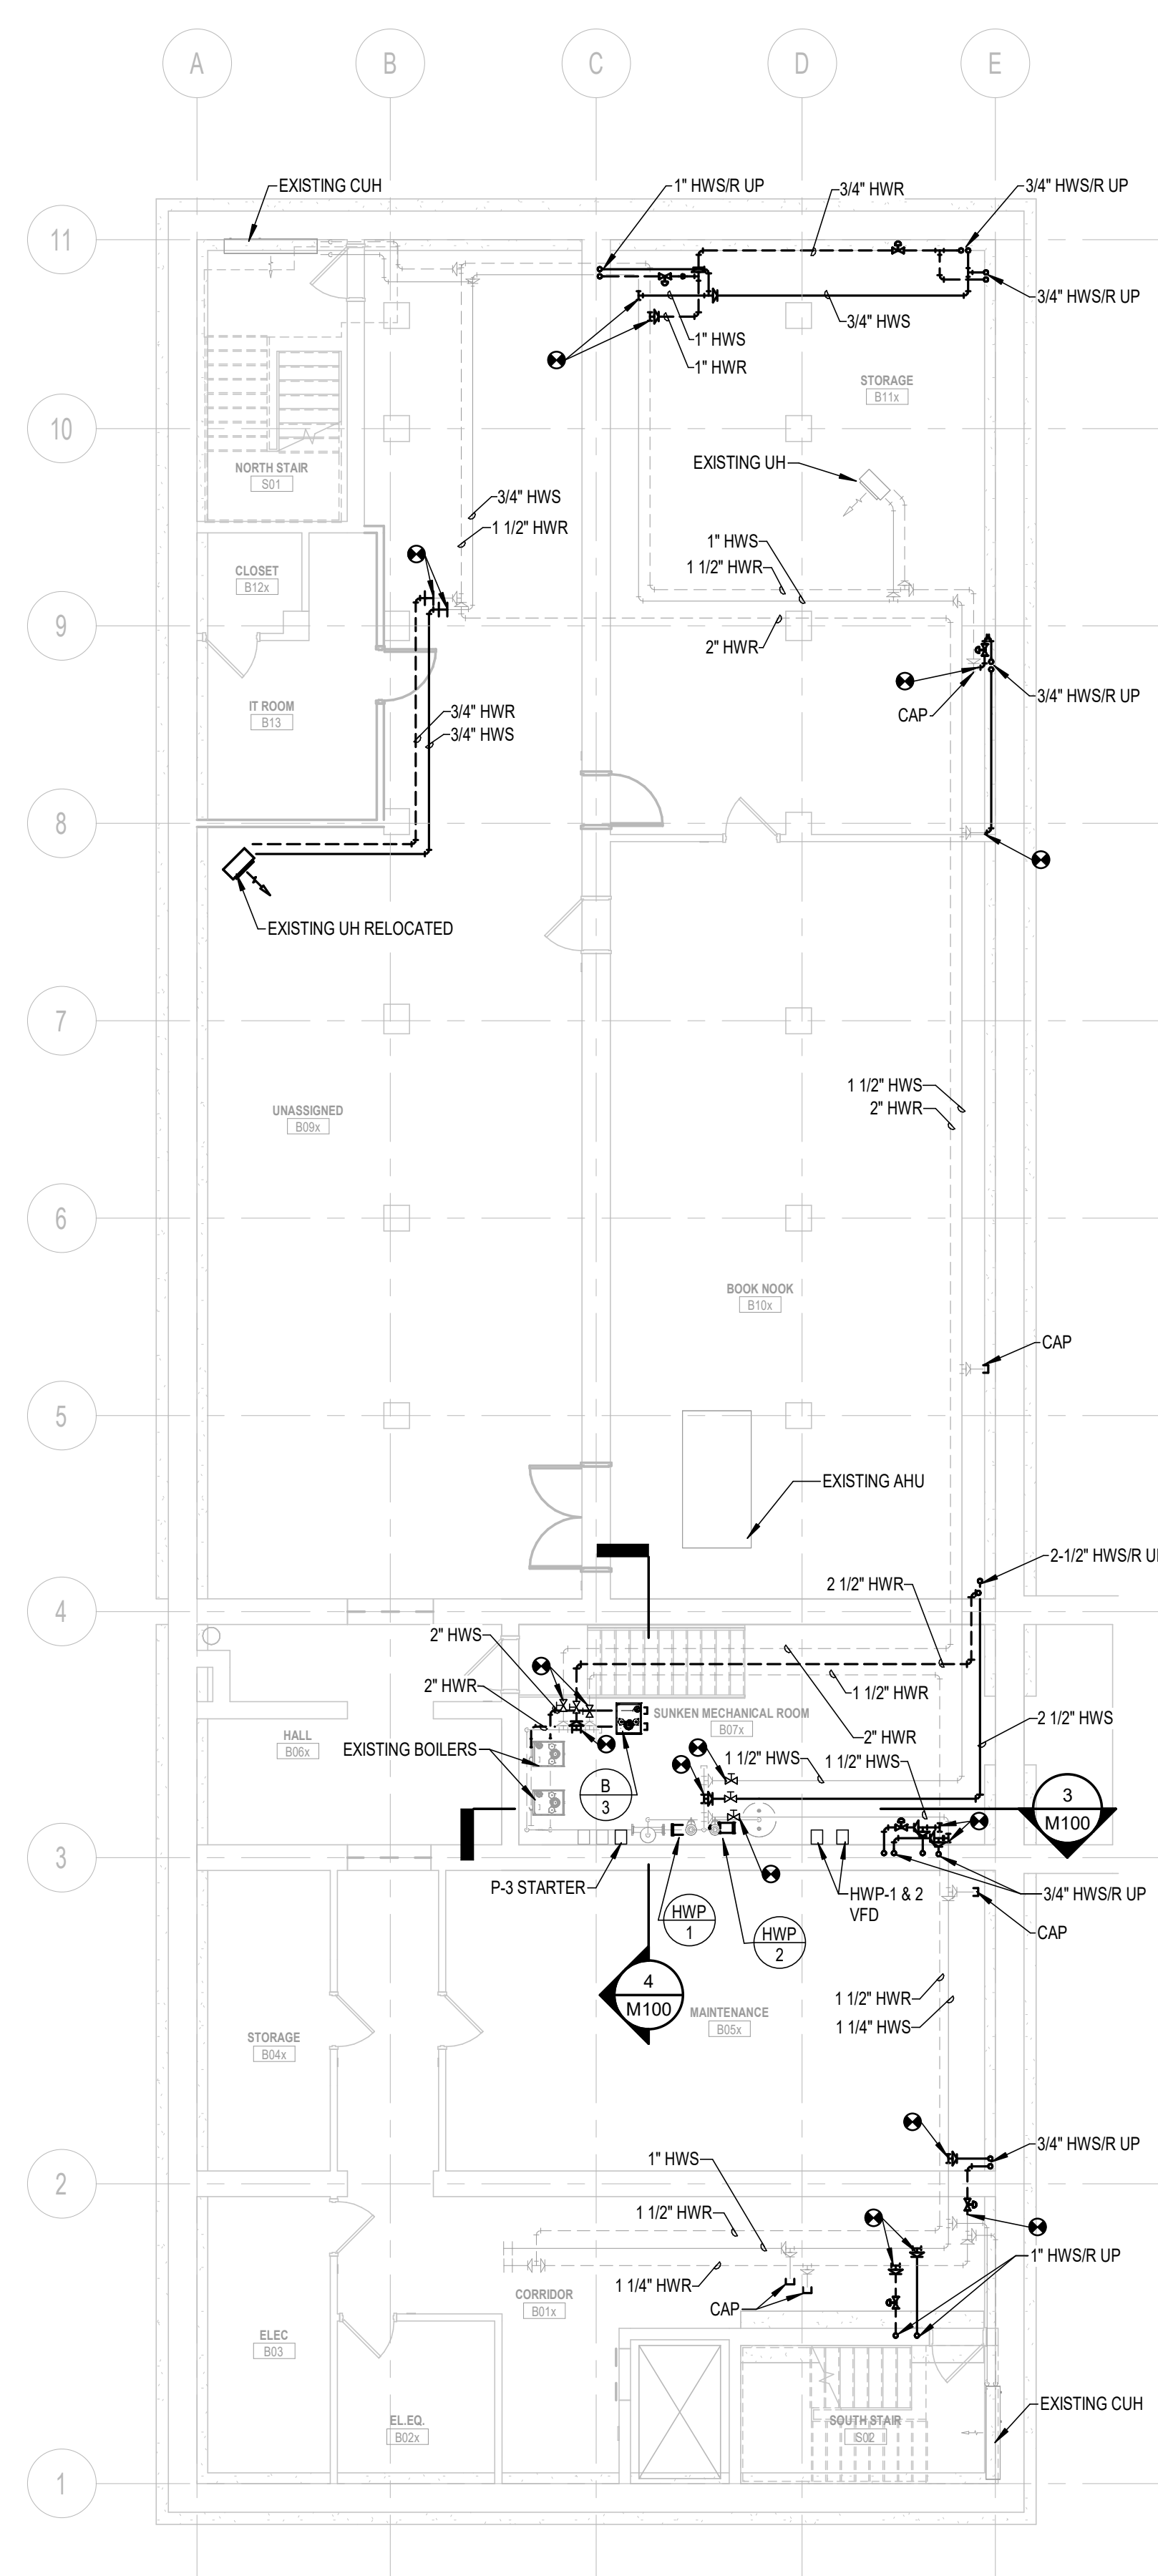 A
B
C
D
E
EXISTING CUH
1" HWS/R UP
3/4" HWR
3/4" HWS/R UP
11
3/4" HWS/R UP
3/4" HWS
1" HWS
1" HWR
STORAGE
B11x
10
EXISTING UH
NORTH STAIR
S01
3/4" HWS
1 1/2" HWR
1" HWS
1 1/2" HWR
CLOSET
B12x
9
2" HWR
3/4" HWS/R UP
CAP
IT ROOM
B13
3/4" HWR
3/4" HWS
8
EXISTING UH RELOCATED
7
1 1/2" HWS
2" HWR
UNASSIGNED
B09x
6
BOOK NOOK
B10x
CAP
5
EXISTING AHU
2-1/2" HWS/R U
2 1/2" HWR
4
2" HWS
2" HWR
1 1/2" HWR
SUNKEN MECHANICAL ROOM
B07x
2 1/2" HWS
HALL
B06x
2" HWR
EXISTING BOILERS
1 1/2" HWS
1 1/2" HWS
B
3
3
M100
3
P-3 STARTER
HWP-1 & 2
VFD
3/4" HWS/R UP
HWP
1
HWP
2
CAP
4
M100
1 1/2" HWR
1 1/4" HWS
MAINTENANCE
B05x
STORAGE
B04x
3/4" HWS/R UP
1" HWS
2
1 1/2" HWR
1" HWS/R UP
1 1/4" HWR
CORRIDOR
B01x
CAP
ELEC
B03
EXISTING CUH
EL.EQ.
B02x
SOUTH STAIR
S02
1